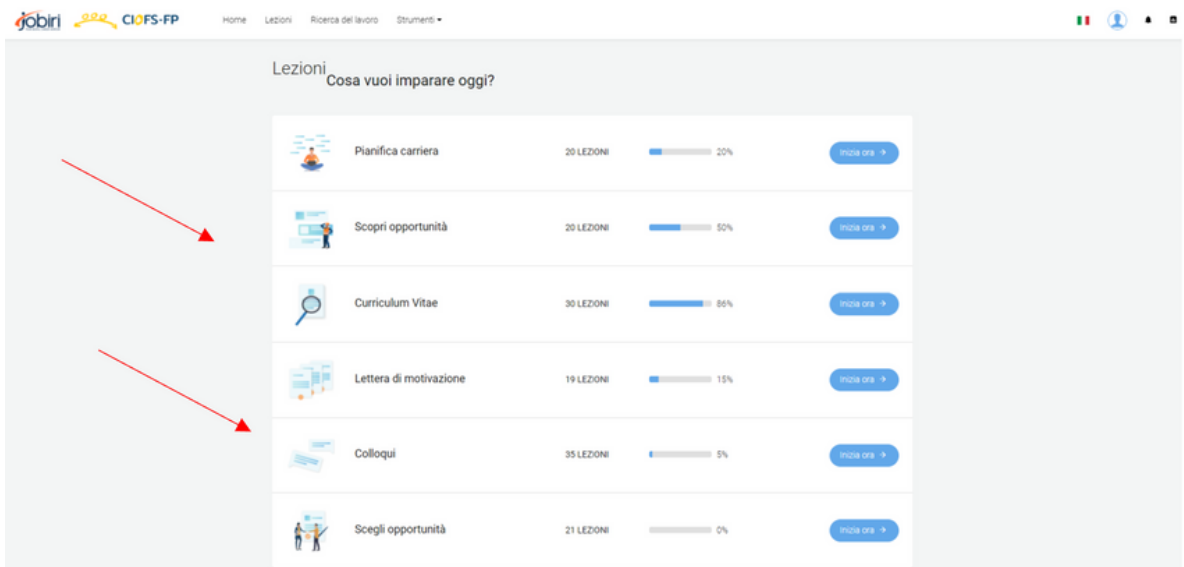 jobiri CIOFS-FP Home Lezioni Ricerca del lavoro Strumenti
Lezioni
Cosa vuoi imparare oggi?
Pianifica carriera 20 LEZIONI 20% Inizia ora →
Scopri opportunità 20 LEZIONI 50% Inizia ora →
Curriculum Vitae 30 LEZIONI 86% Inizia ora →
Lettera di motivazione 19 LEZIONI 15% Inizia ora →
Colloqui 35 LEZIONI 5% Inizia ora →
Scegli opportunità 21 LEZIONI 0% Inizia ora →